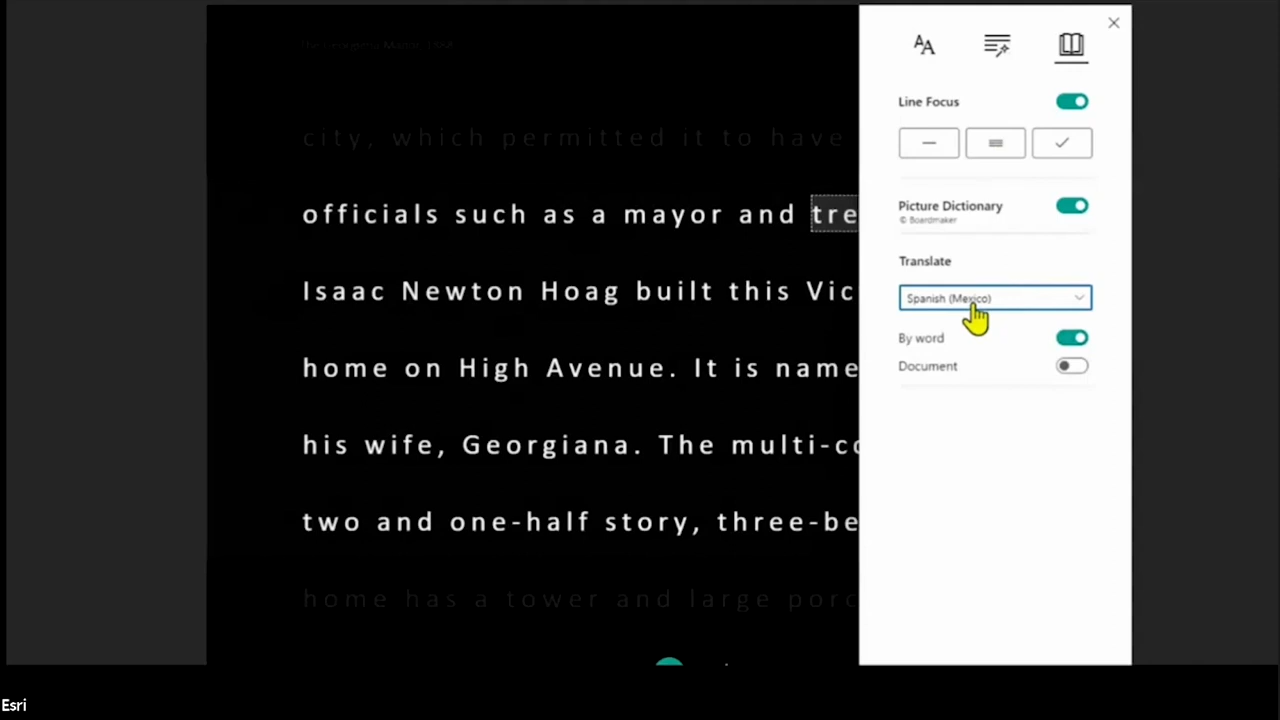 city, which permitted it to have
officials such as a mayor and tre
Isaac Newton Hoag built this Vic
home on High Avenue. It is name
his wife, Georgiana. The multi-co
two and one-half story, three-be
home has a tower and large porc
Line Focus
Picture Dictionary
© Boardmaker
Translate
Spanish (Mexico)
By word
Document
Esri